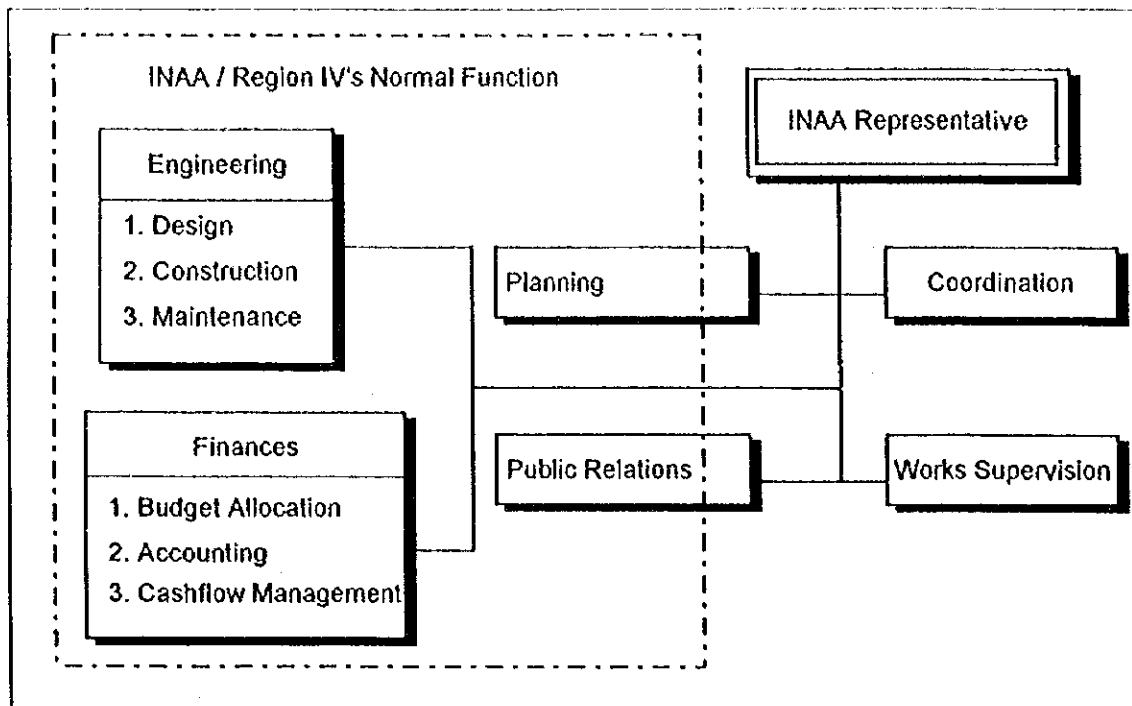 INAA / Region IV's Normal Function
INAA Representative
Engineering
1. Design
2. Construction
3. Maintenance
Planning
Coordination
Finances
1. Budget Allocation
2. Accounting
3. Cashflow Management
Public Relations
Works Supervision